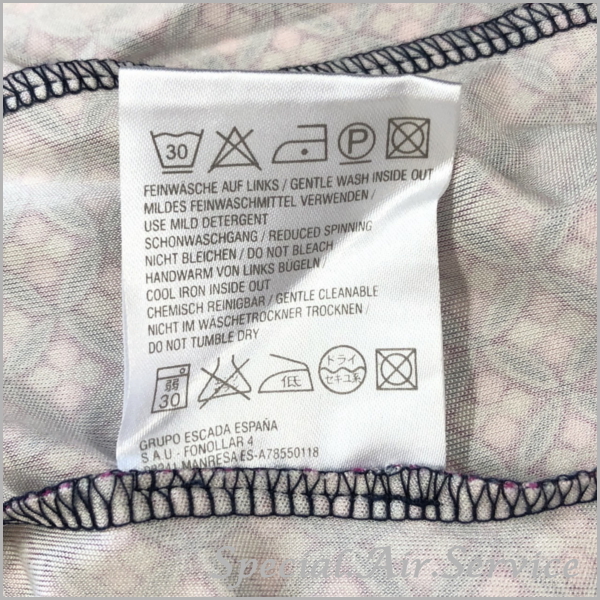 30 P
FEINWÄSCHE AUF LINKS / GENTLE WASH INSIDE OUT
MILDES FEINWASCHMITTEL VERWENDEN /
USE MILD DETERGENT
SCHONWASCHGANG / REDUCED SPINNING
NICHT BLEICHEN / DO NOT BLEACH
HANDWARM VON LINKS BÜGELN /
COOL IRON INSIDE OUT
CHEMISCH REINIGBAR / GENTLE CLEANABLE
NICHT IM WÄSCHETROCKNER TROCKNEN /
DO NOT TUMBLE DRY
弱 30 低 ドライ セキユ系
GRUPO ESCADA ESPAÑA
S A U - FONOLLAR 4
MANRESA ES-A78550118
Special Air Service